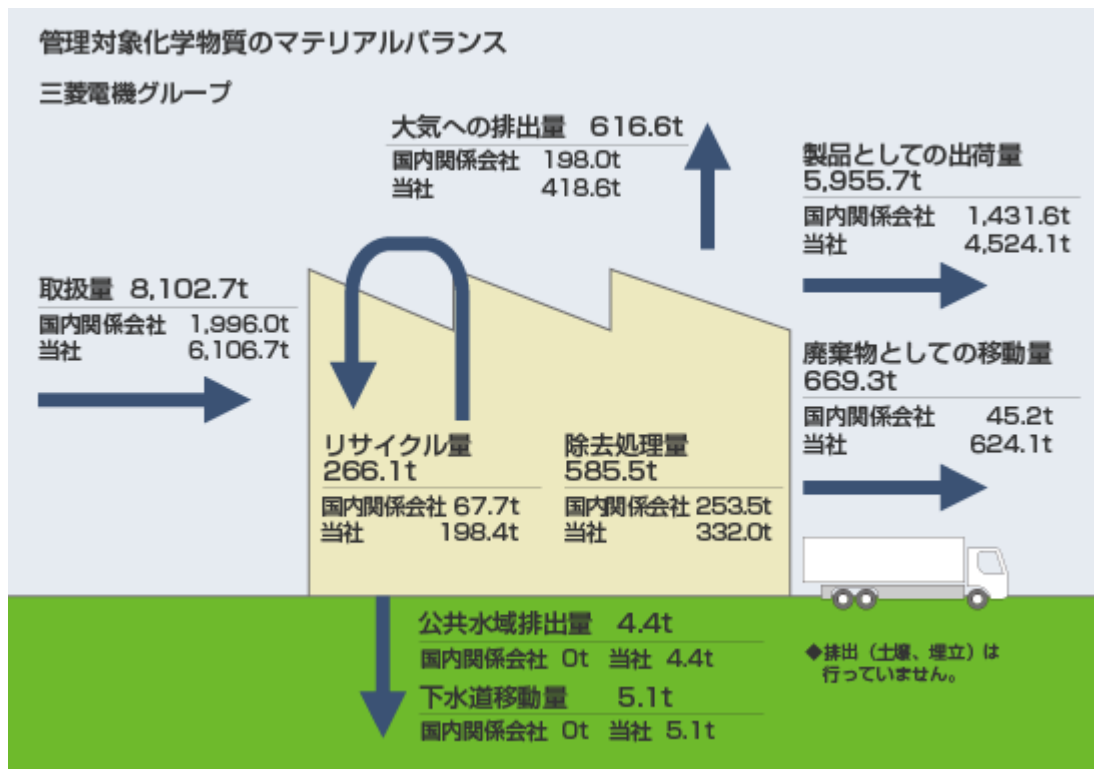 管理対象化学物質のマテリアルバランス
三菱電機グループ
大気への排出量 616.6t
国内関係会社 198.0t
当社 418.6t
製品としての出荷量
5,955.7t
国内関係会社 1,431.6t
当社 4,524.1t
取扱量 8,102.7t
国内関係会社 1,996.0t
当社 6,106.7t
廃棄物としての移動量
669.3t
国内関係会社 45.2t
当社 624.1t
リサイクル量
266.1t
国内関係会社 67.7t
当社 198.4t
除去処理量
585.5t
国内関係会社 253.5t
当社 332.0t
公共水域排出量 4.4t
国内関係会社 0t 当社 4.4t
下水道移動量 5.1t
国内関係会社 0t 当社 5.1t
◆排出（土壌、埋立）は
行っていません。